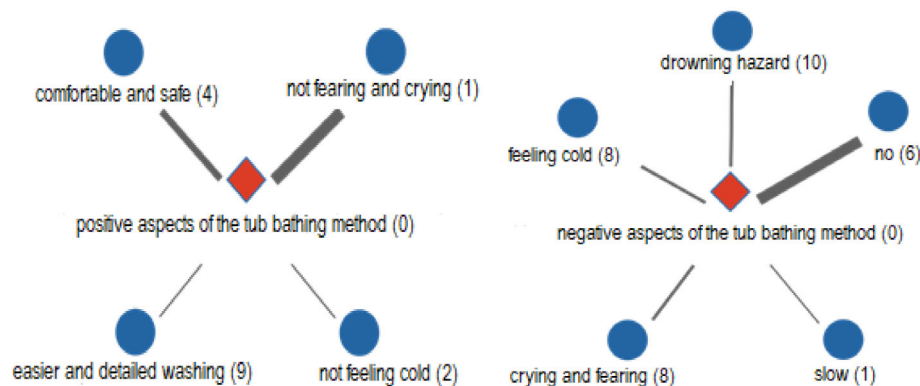 comfortable and safe (4)
not fearing and crying (1)
positive aspects of the tub bathing method (0)
easier and detailed washing (9)
not feeling cold (2)
drowning hazard (10)
feeling cold (8)
no (6)
negative aspects of the tub bathing method (0)
crying and fearing (8)
slow (1)